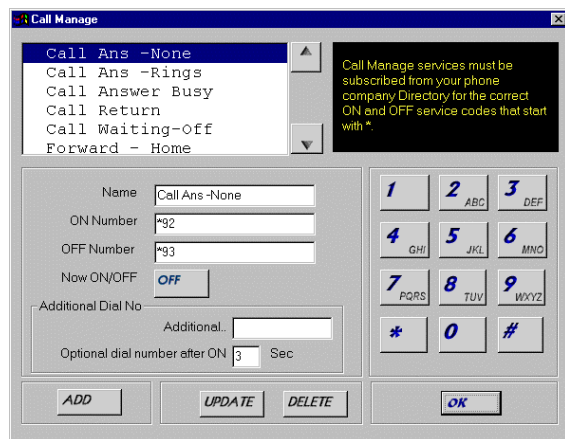 Call Manage
Call Ans -None
Call Ans -Rings
Call Answer Busy
Call Return
Call Waiting-Off
Forward - Home
Call Manage services must be
subscribed from your phone
company Directory for the correct
ON and OFF service codes that start
with *.
Name Call Ans -None
ON Number *92
OFF Number *93
Now ON/OFF OFF
Additional Dial No
Additional..
Optional dial number after ON 3 Sec
1 2 ABC 3 DEF
4 GHI 5 JKL 6 MNO
7 PQRS 8 TUV 9 WXYZ
* 0 #
ADD UPDATE DELETE OK